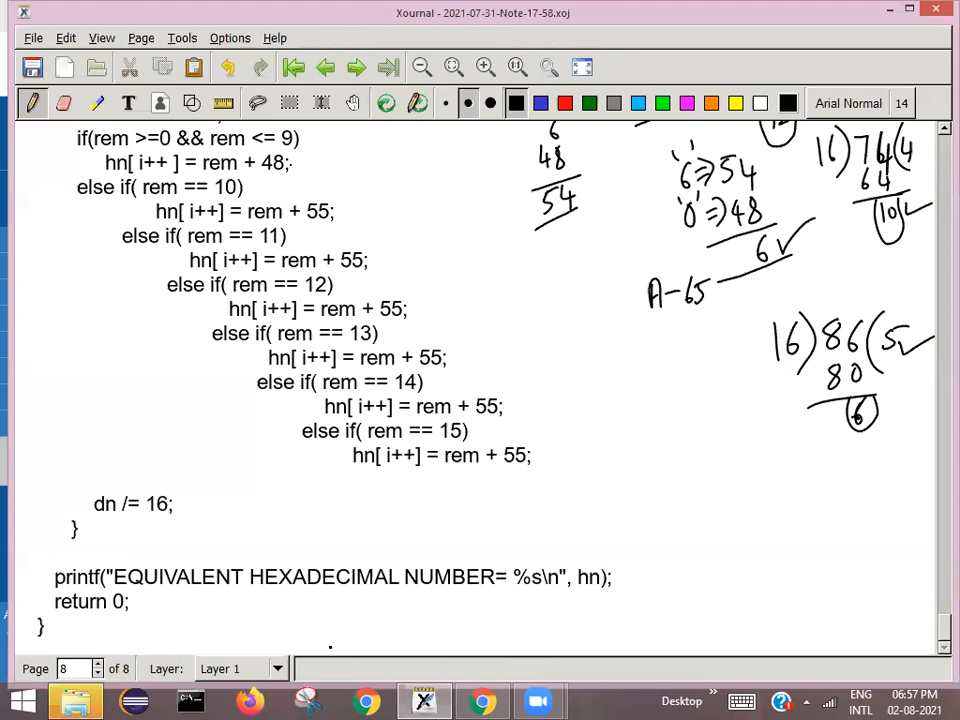 Xournal - 2021-07-31-Note-17-58.xoj
File Edit View Page Tools Options Help
Arial Normal 14
if(rem >=0 && rem <= 9)
hn[ i++ ] = rem + 48;
else if( rem == 10)
hn[ i++] = rem + 55;
else if( rem == 11)
hn[ i++] = rem + 55;
else if( rem == 12)
hn[ i++] = rem + 55;
else if( rem == 13)
hn[ i++] = rem + 55;
else if( rem == 14)
hn[ i++] = rem + 55;
else if( rem == 15)
hn[ i++] = rem + 55;
dn /= 16;
}
printf("EQUIVALENT HEXADECIMAL NUMBER= %s\n", hn);
return 0;
}
6
48
54
'6' => 54
'0' => 48
6 ✓
A-65
16)764(4
64
10 ✓
16)86(5 ✓
80
6
Page 8 of 8 Layer: Layer 1
Desktop » ENG 06:57 PM
INTL 02-08-2021